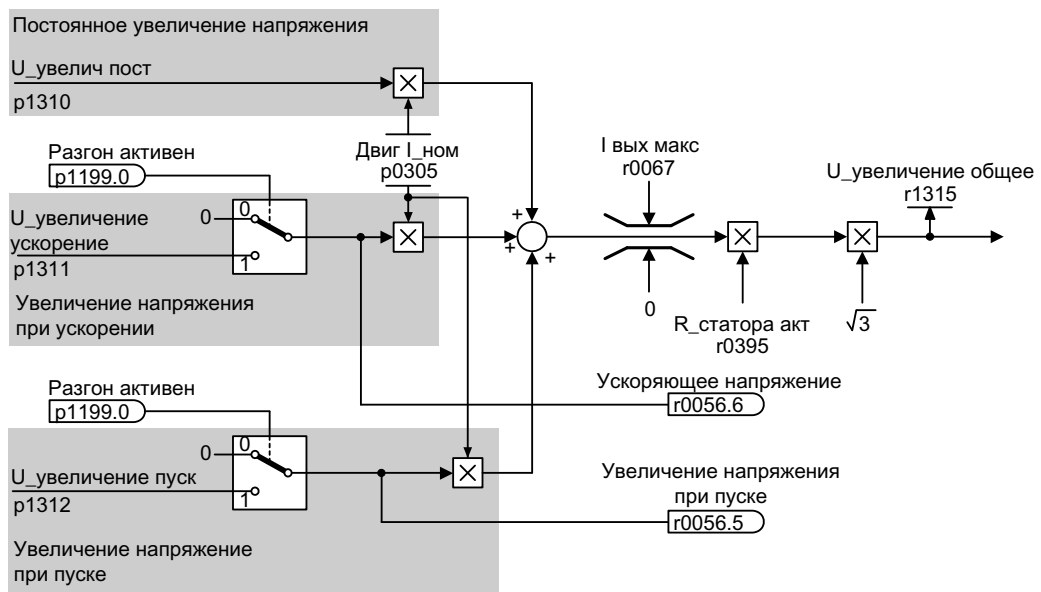 Постоянное увеличение напряжения
U_увелич пост
p1310
Двиг I_ном
p0305
Разгон активен
p1199.0
0
0
1
U_увеличение
ускорение
p1311
Увеличение напряжения
при ускорении
+
+
+
I вых макс
r0067
0
R_статора акт
r0395
√3
U_увеличение общее
r1315
Ускоряющее напряжение
r0056.6
Разгон активен
p1199.0
0
0
1
U_увеличение пуск
p1312
Увеличение напряжение
при пуске
Увеличение напряжения
при пуске
r0056.5